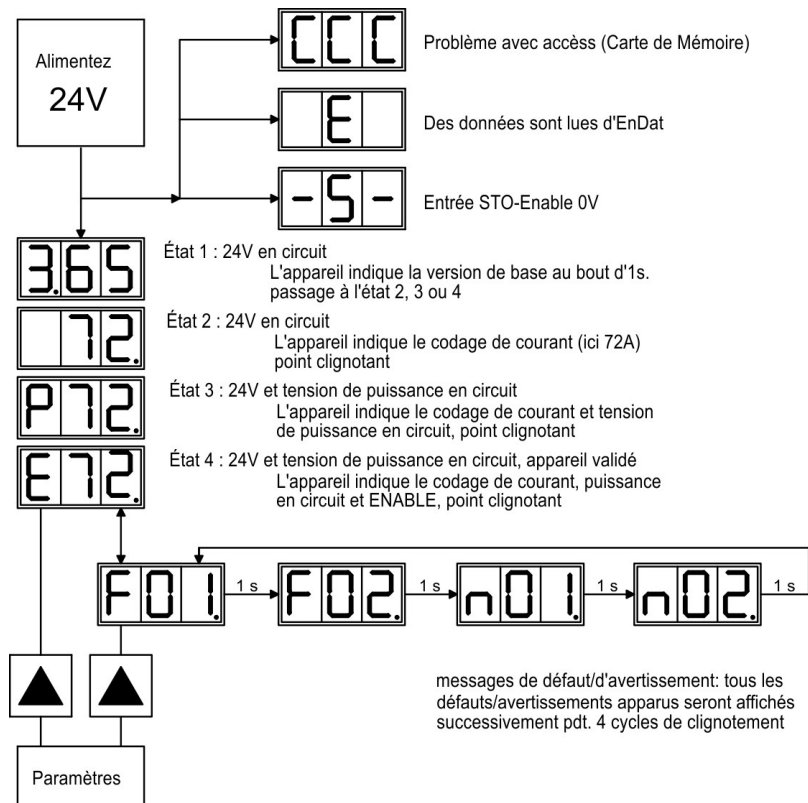 Alimentez
24V
CCC
Problème avec accèss (Carte de Mémoire)
E
Des données sont lues d'EnDat
-S-
Entrée STO-Enable 0V
3.65
État 1 : 24V en circuit
L'appareil indique la version de base au bout d'1s.
passage à l'état 2, 3 ou 4
72.
État 2 : 24V en circuit
L'appareil indique le codage de courant (ici 72A)
point clignotant
P72.
État 3 : 24V et tension de puissance en circuit
L'appareil indique le codage de courant et tension
de puissance en circuit, point clignotant
E72.
État 4 : 24V et tension de puissance en circuit, appareil validé
L'appareil indique le codage de courant, puissance
en circuit et ENABLE, point clignotant
F01.
1 s
F02.
1 s
n01.
1 s
n02.
1 s
messages de défaut/d'avertissement: tous les
défauts/avertissements apparus seront affichés
successivement pdt. 4 cycles de clignotement
Paramètres